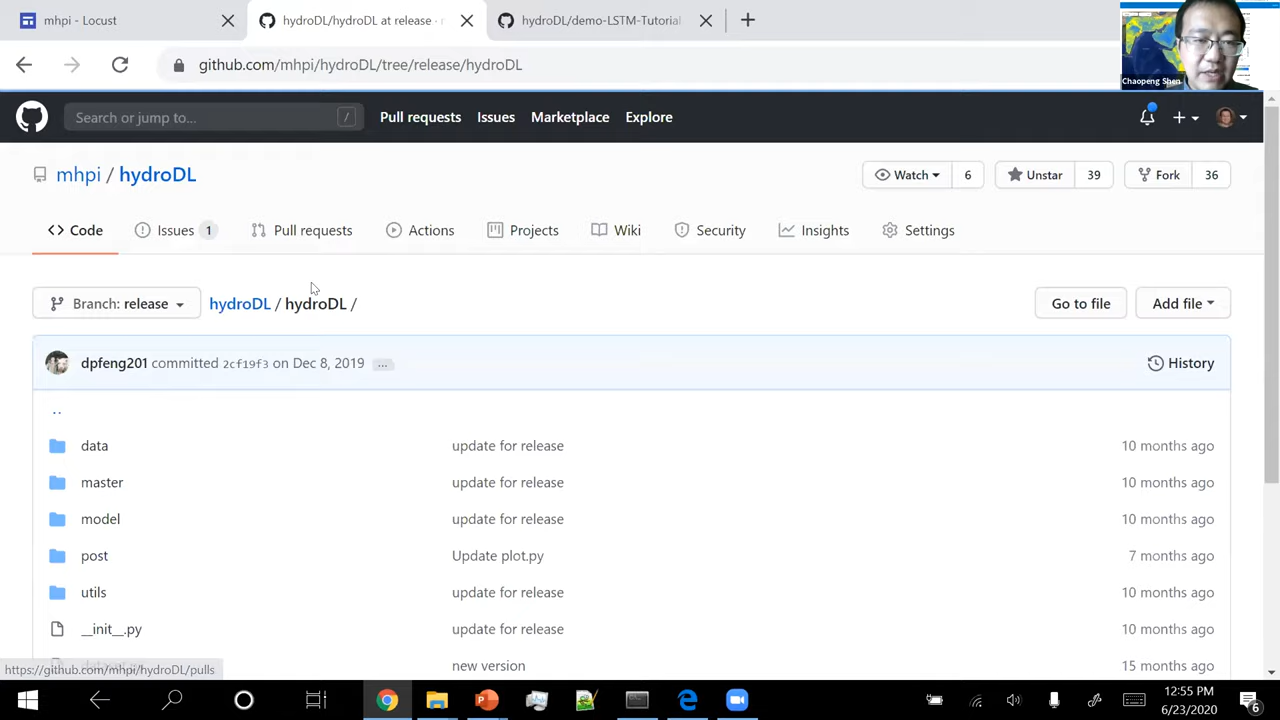 mhpi - Locust
hydroDL/hydroDL at release
hydroDL/demo-LSTM-Tutorial
github.com/mhpi/hydroDL/tree/release/hydroDL
Chaopeng Shen
Search or jump to...
/
Pull requests
Issues
Marketplace
Explore
mhpi / hydroDL
Watch 6
Unstar 39
Fork 36
Code
Issues 1
Pull requests
Actions
Projects
Wiki
Security
Insights
Settings
Branch: release
hydroDL / hydroDL /
Go to file
Add file
dpfeng201 committed 2cf19f3 on Dec 8, 2019 ...
History
..
data update for release 10 months ago
master update for release 10 months ago
model update for release 10 months ago
post Update plot.py 7 months ago
utils update for release 10 months ago
__init__.py update for release 10 months ago
new version 15 months ago
https://github.com/mhpi/hydroDL/pulls
12:55 PM
6/23/2020
6